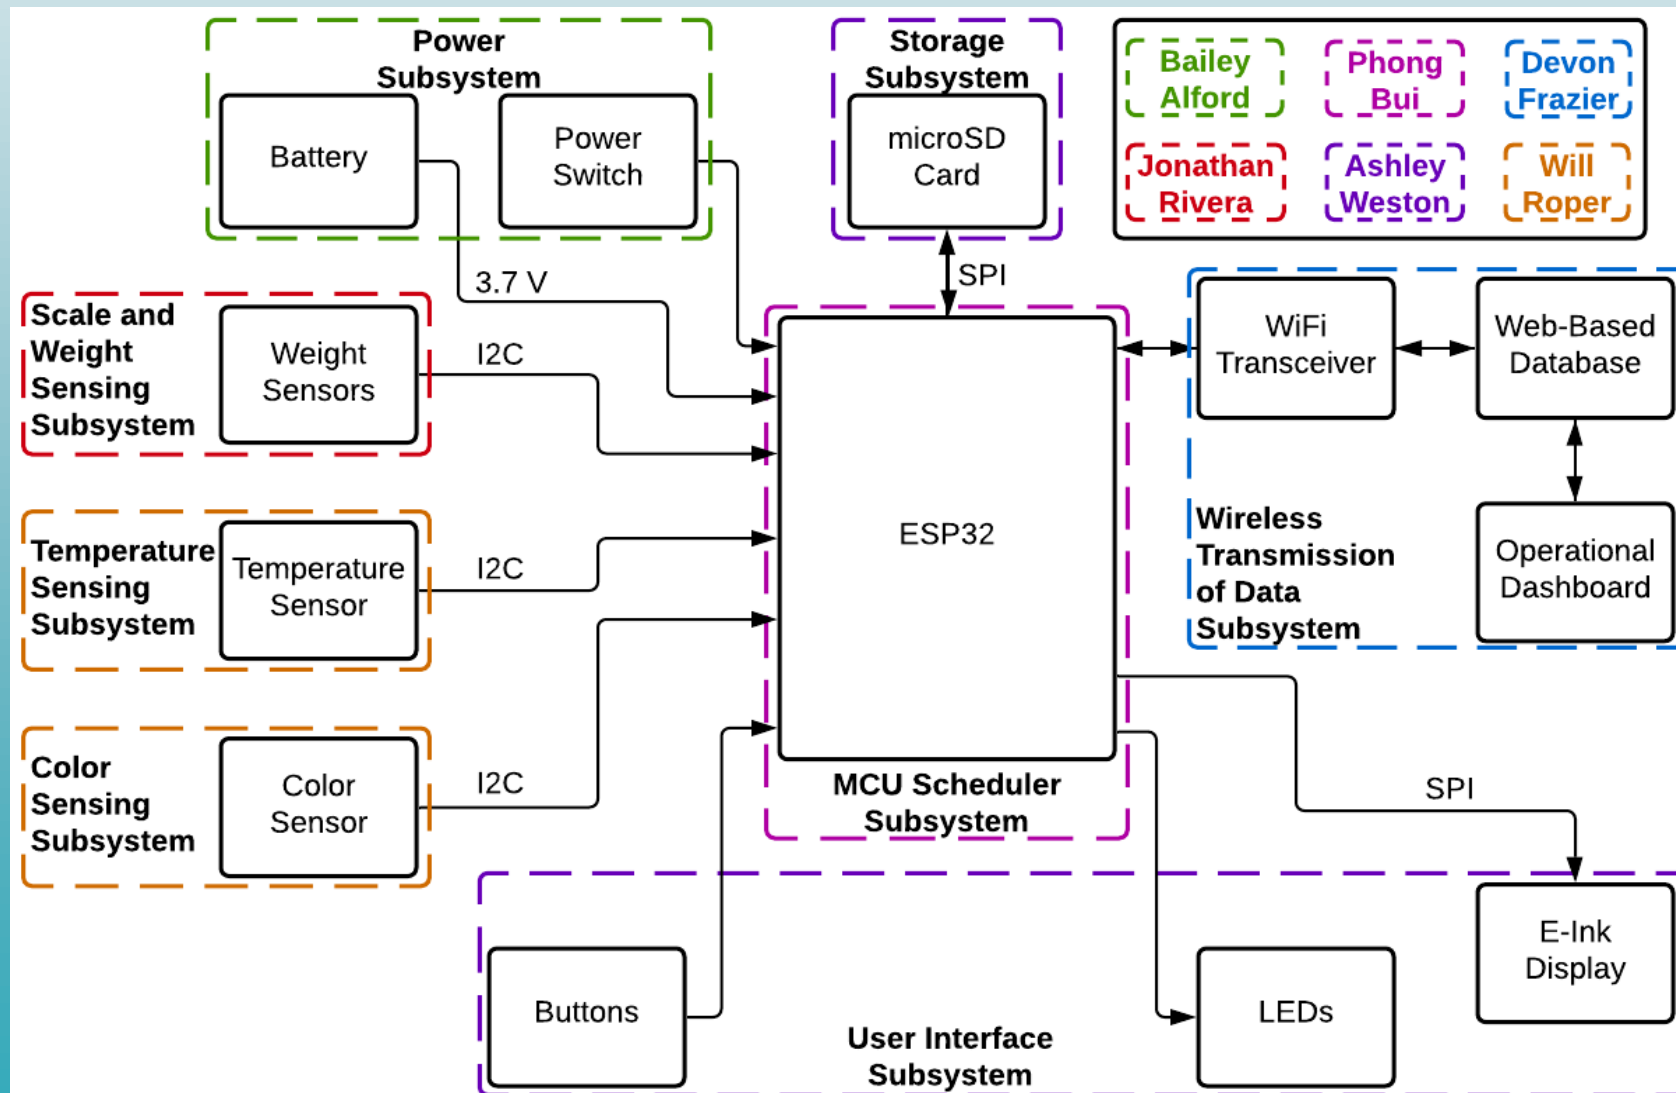 Power
Subsystem
Battery
Power
Switch
Storage
Subsystem
microSD
Card
Bailey
Alford
Phong
Bui
Devon
Frazier
Jonathan
Rivera
Ashley
Weston
Will
Roper
3.7 V
SPI
Scale and
Weight
Sensing
Subsystem
Weight
Sensors
I2C
WiFi
Transceiver
Web-Based
Database
Wireless
Transmission
of Data
Subsystem
Operational
Dashboard
Temperature
Sensing
Subsystem
Temperature
Sensor
I2C
ESP32
MCU Scheduler
Subsystem
Color
Sensing
Subsystem
Color
Sensor
I2C
SPI
Buttons
User Interface
Subsystem
LEDs
E-Ink
Display